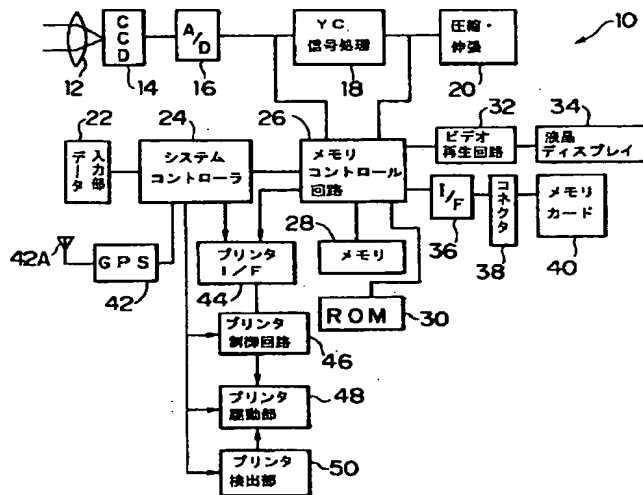 CCD
A/D
YC
信号処理
圧縮・
伸張
10
12
14
16
18
20
22
24
26
32
34
データ
入力部
システム
コントローラ
メモリ
コントロール
回路
ビデオ
再生回路
液晶
ディスプレイ
I/F
36
コネクタ
38
メモリ
カード
40
42A
GPS
42
プリンタ
I/F
44
28
メモリ
ROM
30
プリンタ
制御回路
46
プリンタ
駆動部
48
プリンタ
検出部
50